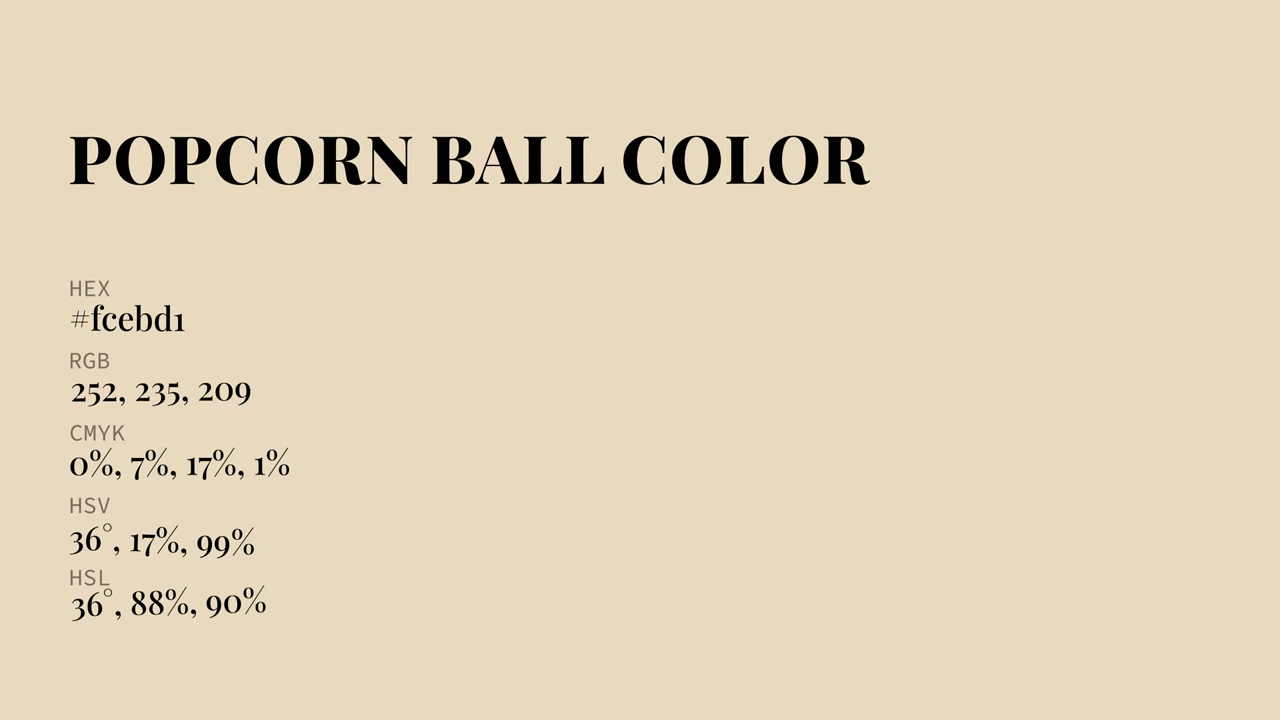 POPCORN BALL COLOR
HEX
#fcebd1
RGB
252, 235, 209
CMYK
0%, 7%, 17%, 1%
HSV
36°, 17%, 99%
HSL
36°, 88%, 90%